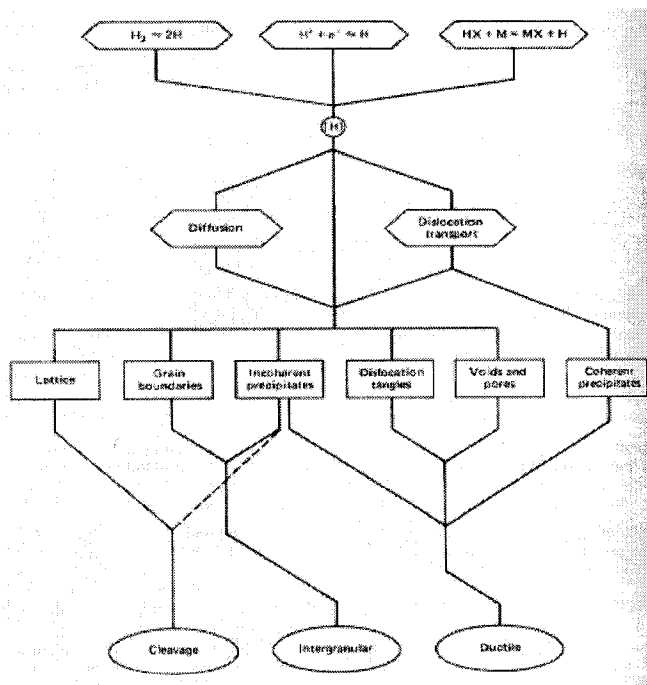 H₂ ≈ 2H
H⁺ + e⁻ ≈ H
HX + M ≈ MX + H
[H]
Diffusion
Dislocation
transport
Lattice
Grain
boundaries
Incoherent
precipitates
Dislocation
tangles
Voids and
pores
Coherent
precipitates
Cleavage
Intergranular
Ductile